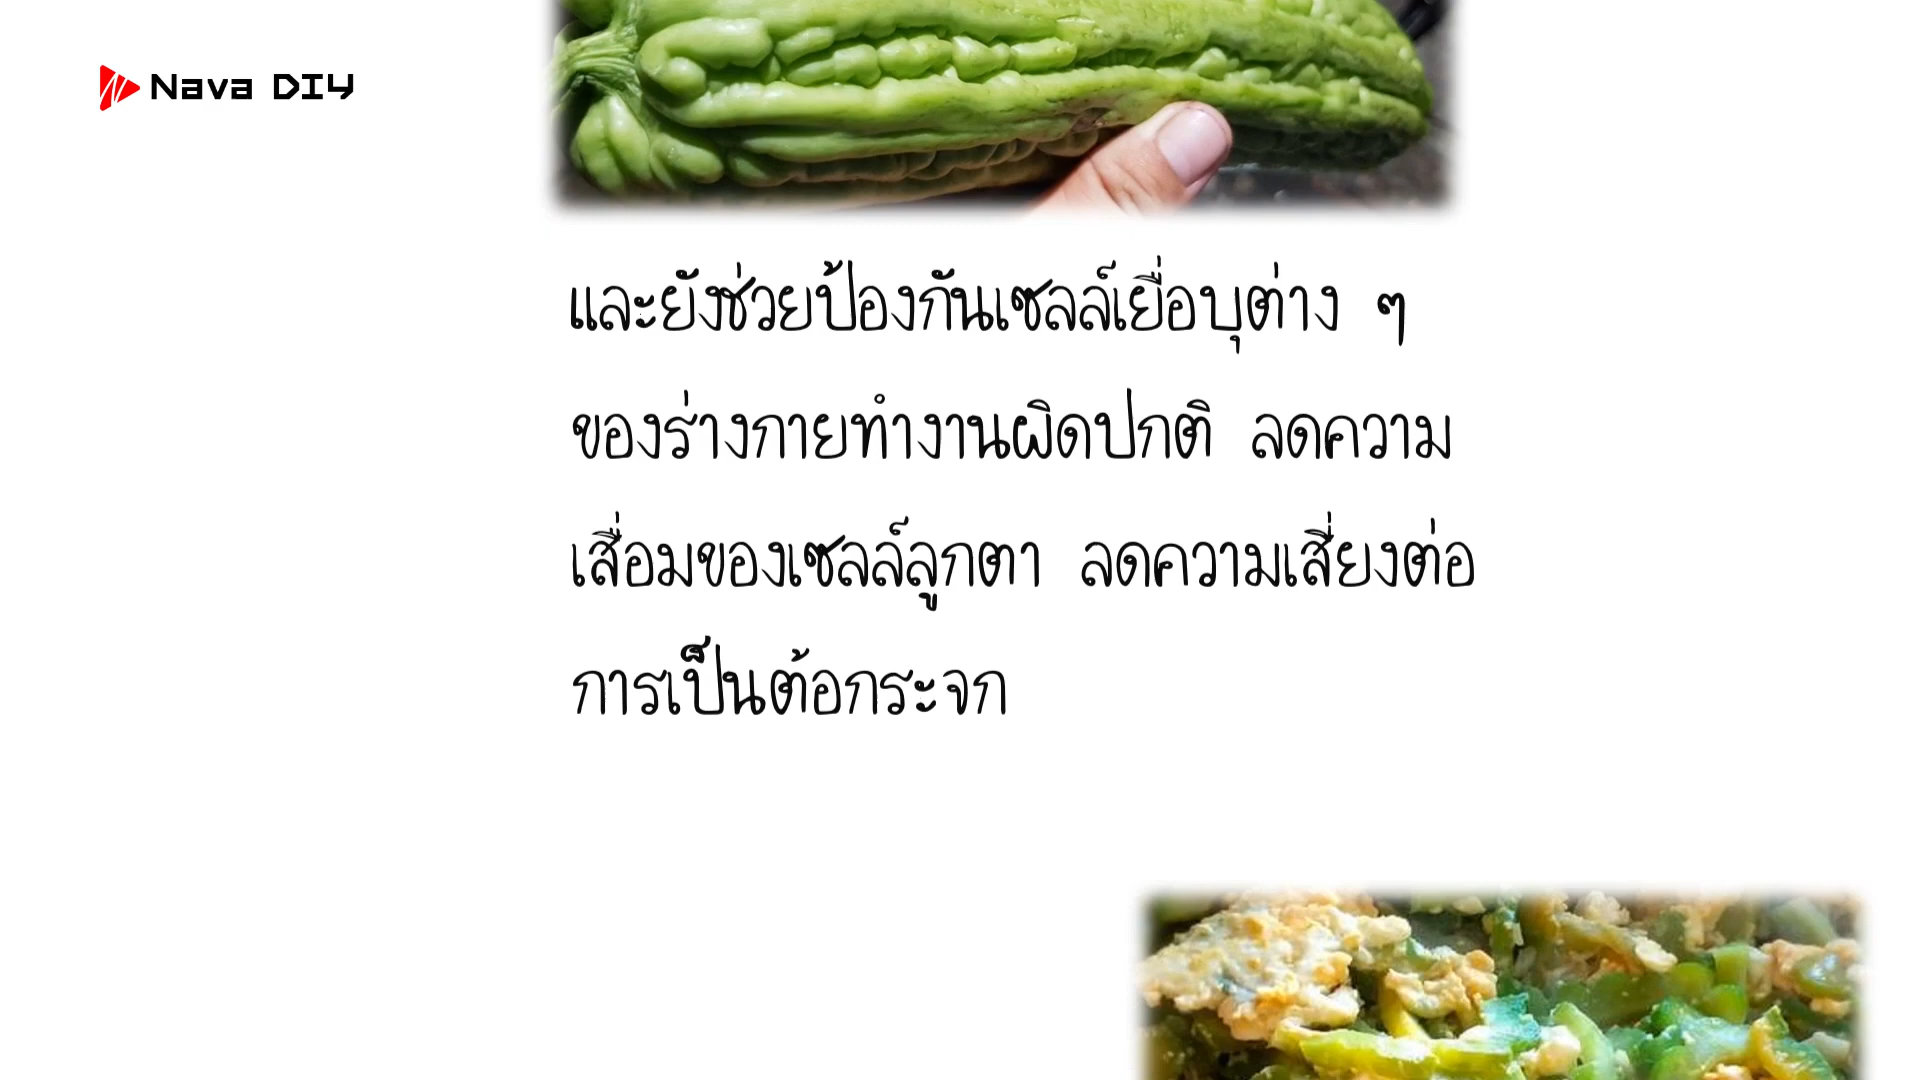 Nava DIY
และยังช่วยป้องกันเซลล์เยื่อบุต่าง ๆ
ของร่างกายทำงานผิดปกติ ลดความ
เสื่อมของเซลล์ลูกตา ลดความเสี่ยงต่อ
การเป็นต้อกระจก